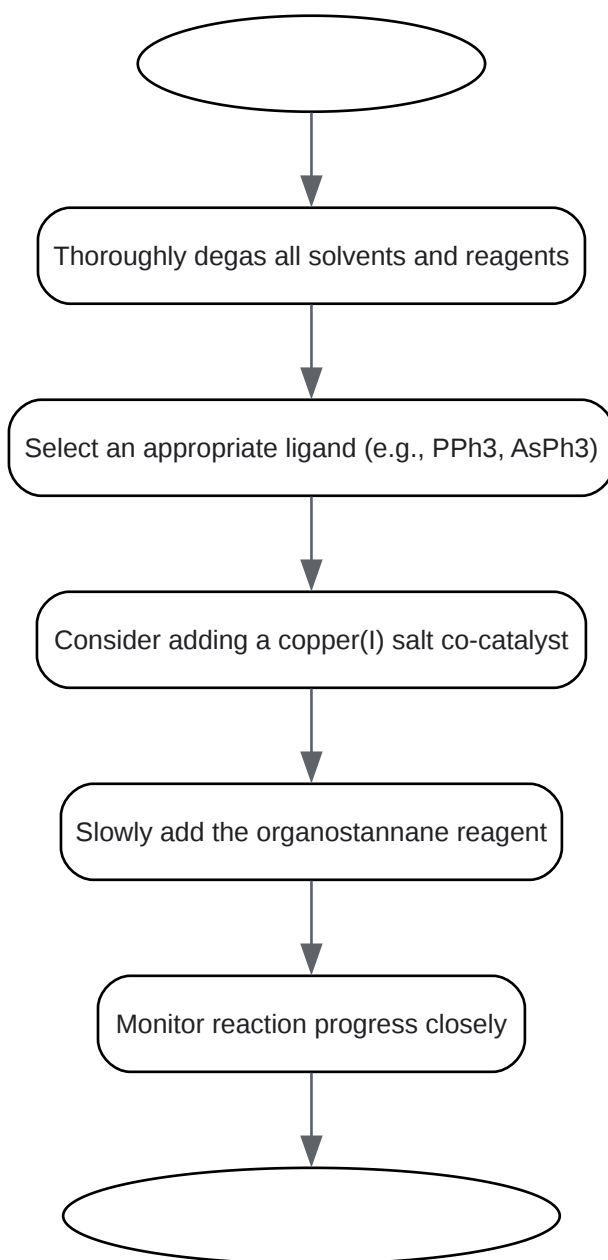 Thoroughly degas all solvents and reagents
Select an appropriate ligand (e.g., PPh3, AsPh3)
Consider adding a copper(I) salt co-catalyst
Slowly add the organostannane reagent
Monitor reaction progress closely